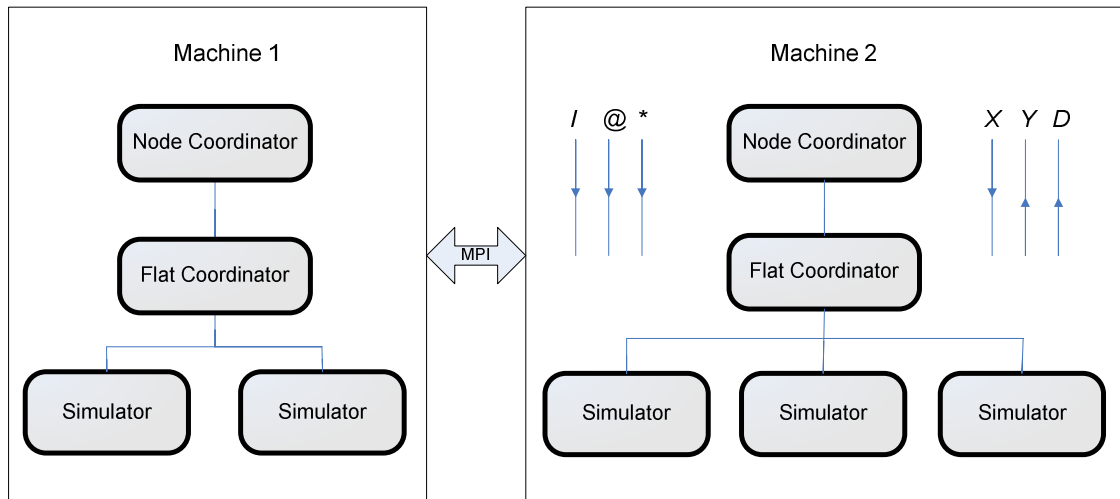 Machine 1
Node Coordinator
Flat Coordinator
Simulator
Simulator
MPI
Machine 2
I @ *
Node Coordinator
X Y D
Flat Coordinator
Simulator
Simulator
Simulator